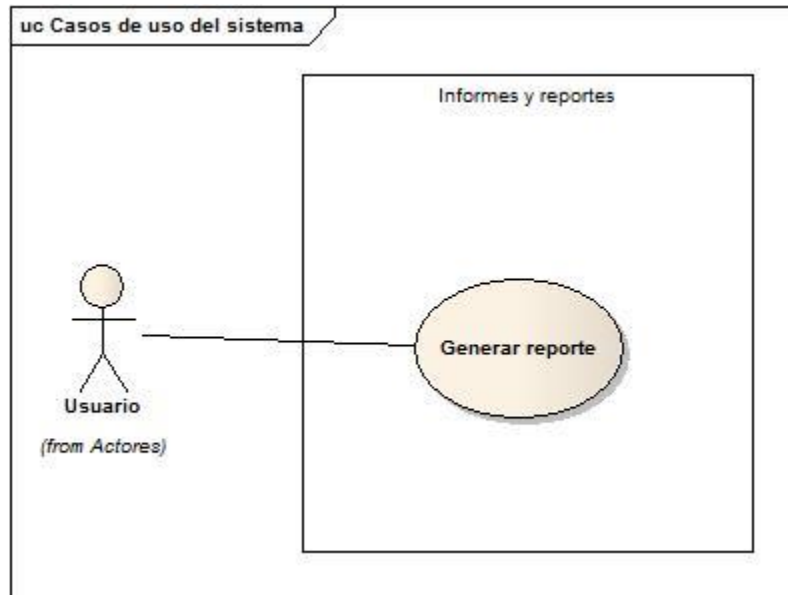 uc Casos de uso del sistema
Informes y reportes
Generar reporte
Usuario
(from Actores)